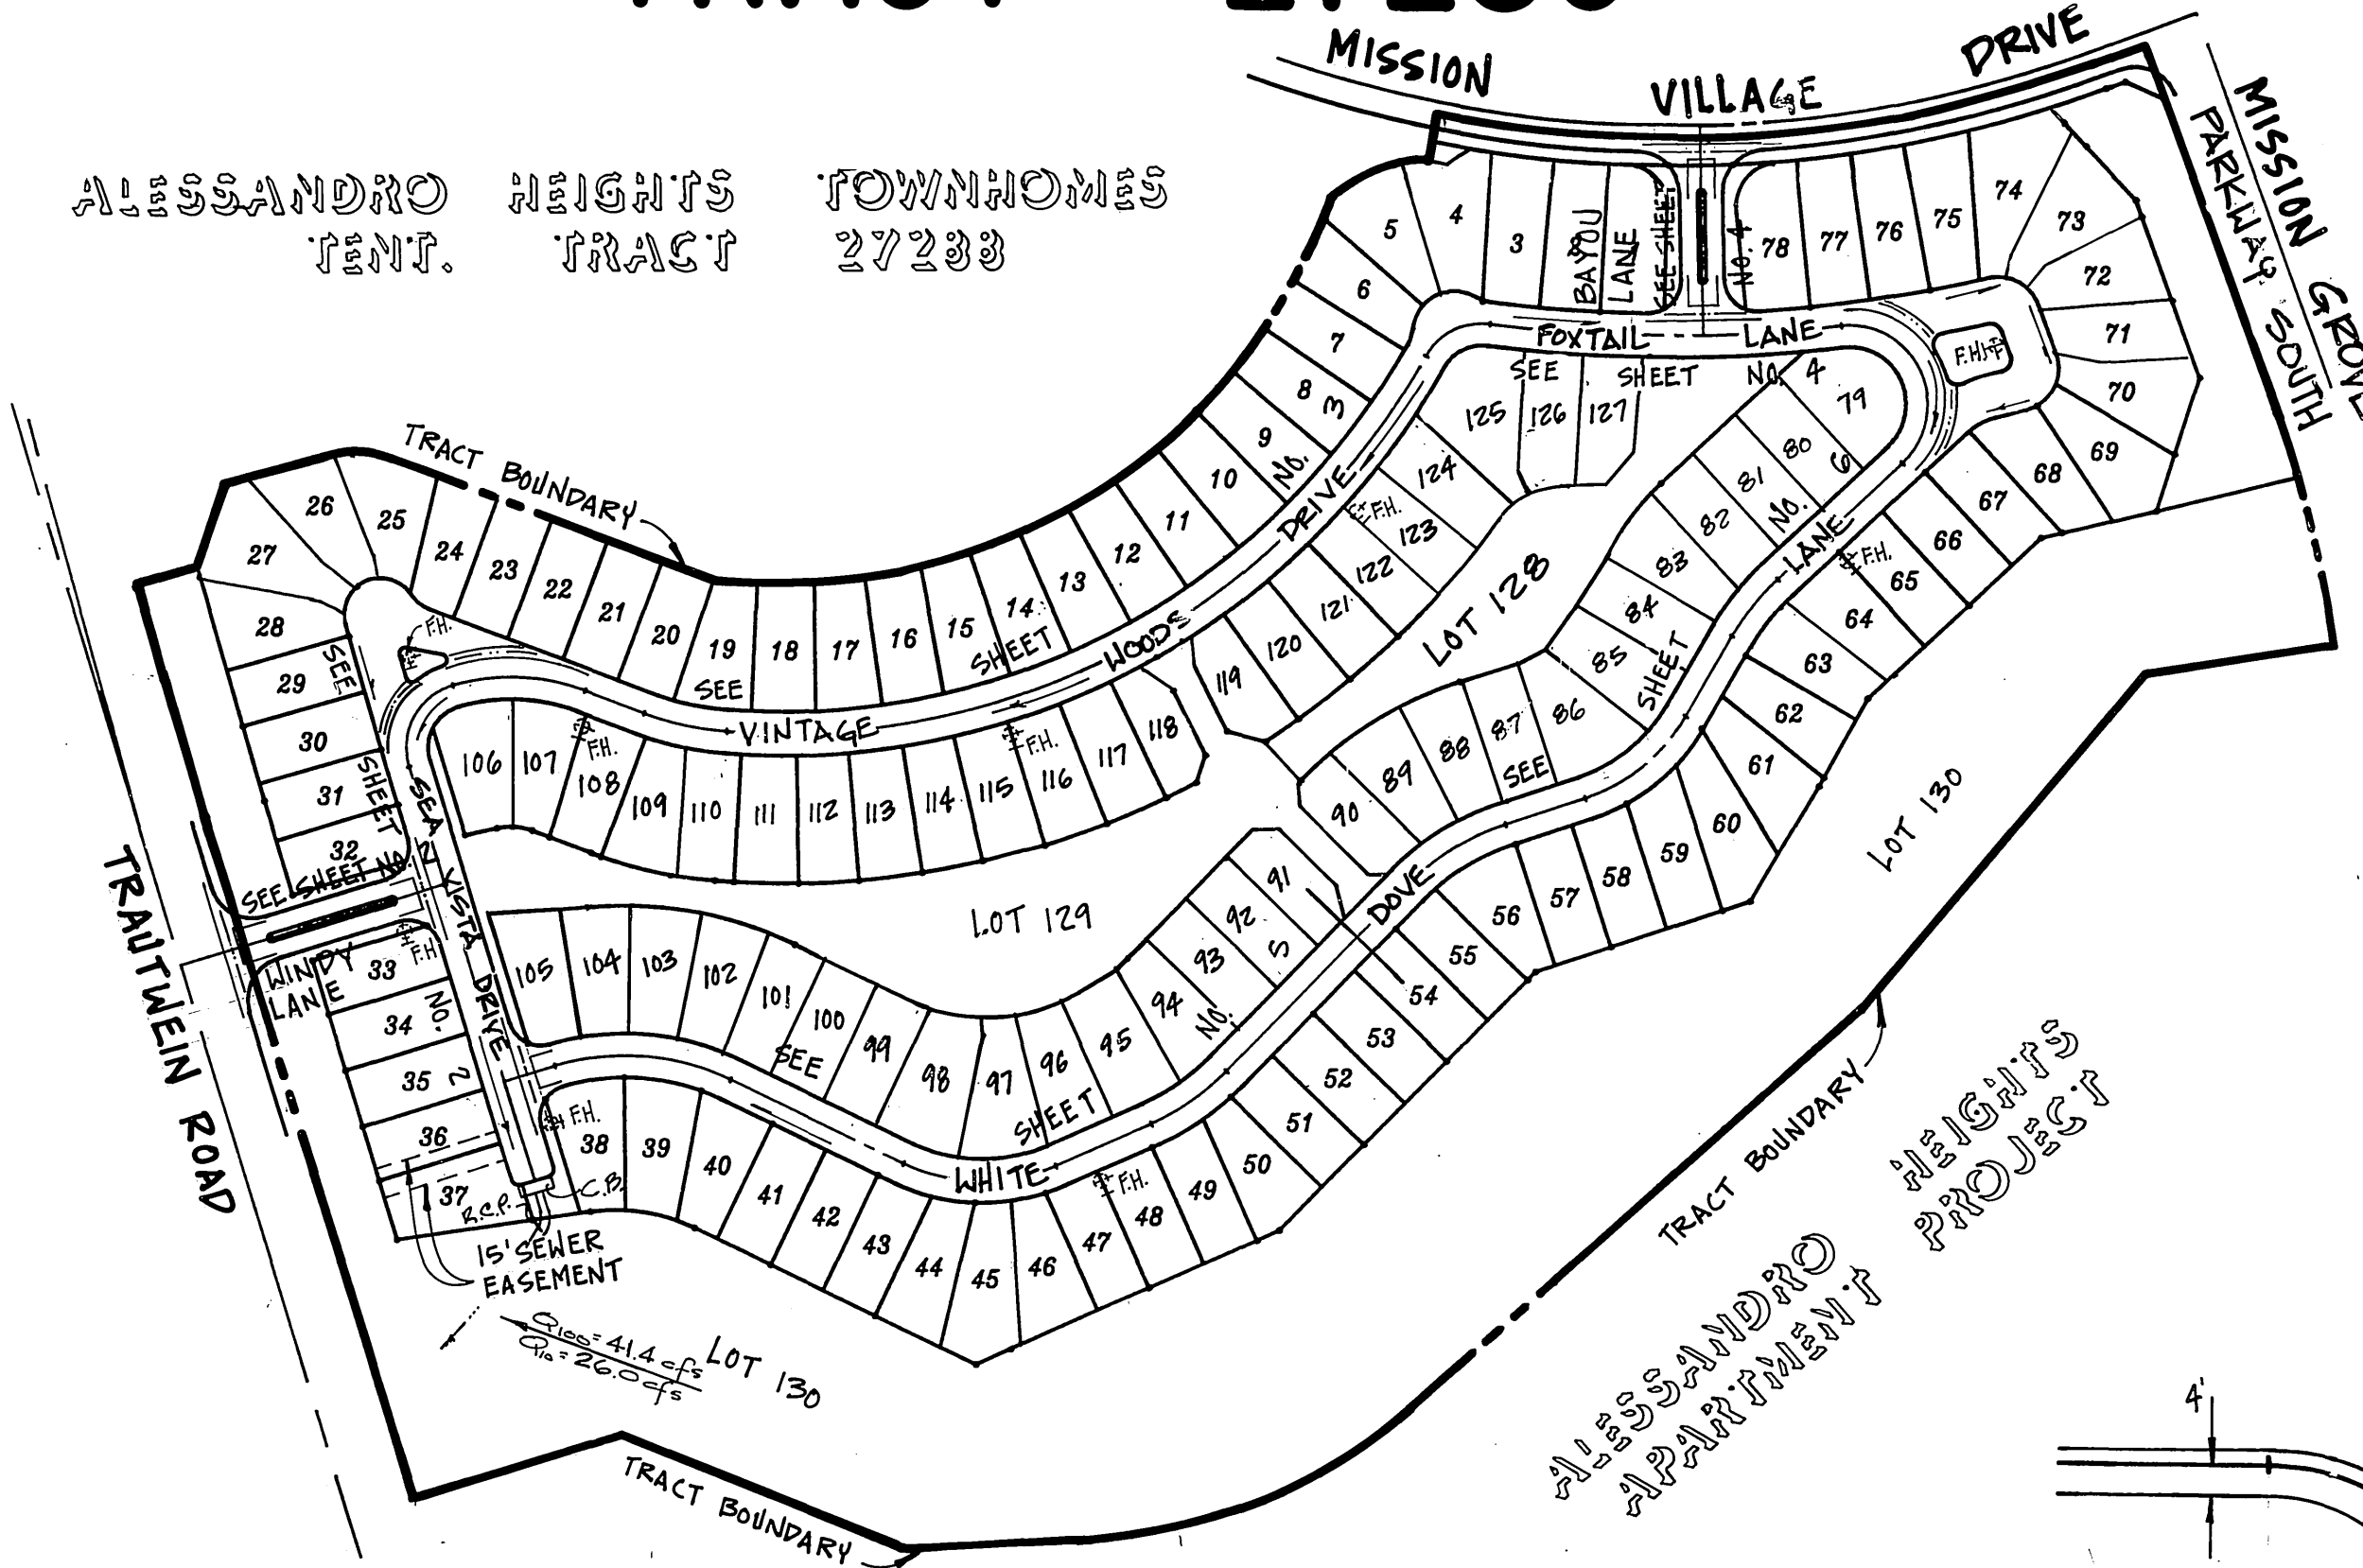 MISSION VILLAGE DRIVE
MISSION GROVE
PARKWAY SOUTH
ALESSANDRO HEIGHTS TOWNHOMES
TENT. TRACT 27233
TRACT BOUNDARY
BAYOU
LANE
SEE SHEET
NO. 4
FOXTAIL LANE
SEE SHEET NO. 4
F.H.
3
4
5
6
7
8
9
10
11
12
13
14
15
16
17
18
19
20
21
22
23
24
25
26
27
28
29
30
31
32
33
34
35
36
37
38
39
40
41
42
43
44
45
46
47
48
49
50
51
52
53
54
55
56
57
58
59
60
61
62
63
64
65
66
67
68
69
70
71
72
73
74
75
76
77
78
79
80
81
82
83
84
85
86
87
88
89
90
91
92
93
94
95
96
97
98
99
100
101
102
103
104
105
106
107
108
109
110
111
112
113
114
115
116
117
118
119
120
121
122
123
124
125
126
127
LOT 128
LOT 129
LOT 130
VINTAGE WOODS DRIVE
SEE SHEET NO. 3
F.H.
F.H.
F.H.
F.H.
SEA VISTA DRIVE
SEE SHEET NO. 2
SEE SHEET NO. 2
WINDY
LANE
F.H.
TRAUTWEIN ROAD
WHITE DOVE LANE
SEE SHEET NO. 5
SEE SHEET NO. 6
F.H.
F.H.
F.H.
C.B.
R.C.P.
15' SEWER
EASEMENT
Q100 = 41.4 cfs
Q10 = 26.0 cfs
LOT 130
TRACT BOUNDARY
TRACT BOUNDARY
ALESSANDRO HEIGHTS
APARTMENT PROJECT
4'